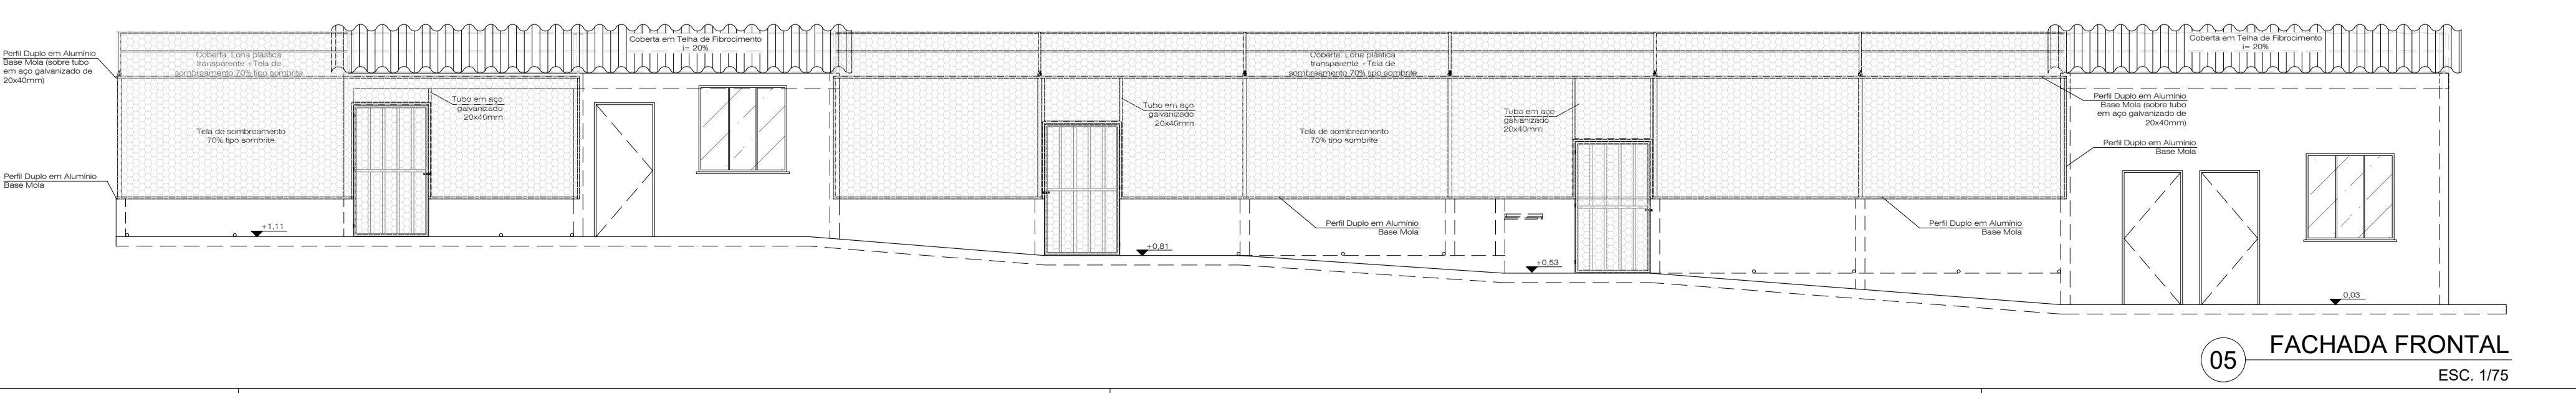 Perfil Duplo em Alumínio
Base Mola (sobre tubo
em aço galvanizado de
20x40mm)
Perfil Duplo em Alumínio
Base Mola
Coberta: Lona plástica
transparente +Tela de
sombreamento 70% tipo sombrite
Tela de sombreamento
70% tipo sombrite
+1,11
Tubo em aço
galvanizado
20x40mm
Coberta em Telha de Fibrocimento
i= 20%
Tubo em aço
galvanizado
20x40mm
+0,81
Coberta: Lona plástica
transparente +Tela de
sombreamento 70% tipo sombrite
Tela de sombreamento
70% tipo sombrite
Perfil Duplo em Alumínio
Base Mola
Tubo em aço
galvanizado
20x40mm
+0,53
Perfil Duplo em Alumínio
Base Mola
Coberta em Telha de Fibrocimento
i= 20%
Perfil Duplo em Alumínio
Base Mola (sobre tubo
em aço galvanizado de
20x40mm)
Perfil Duplo em Alumínio
Base Mola
0,03
05
FACHADA FRONTAL
ESC. 1/75